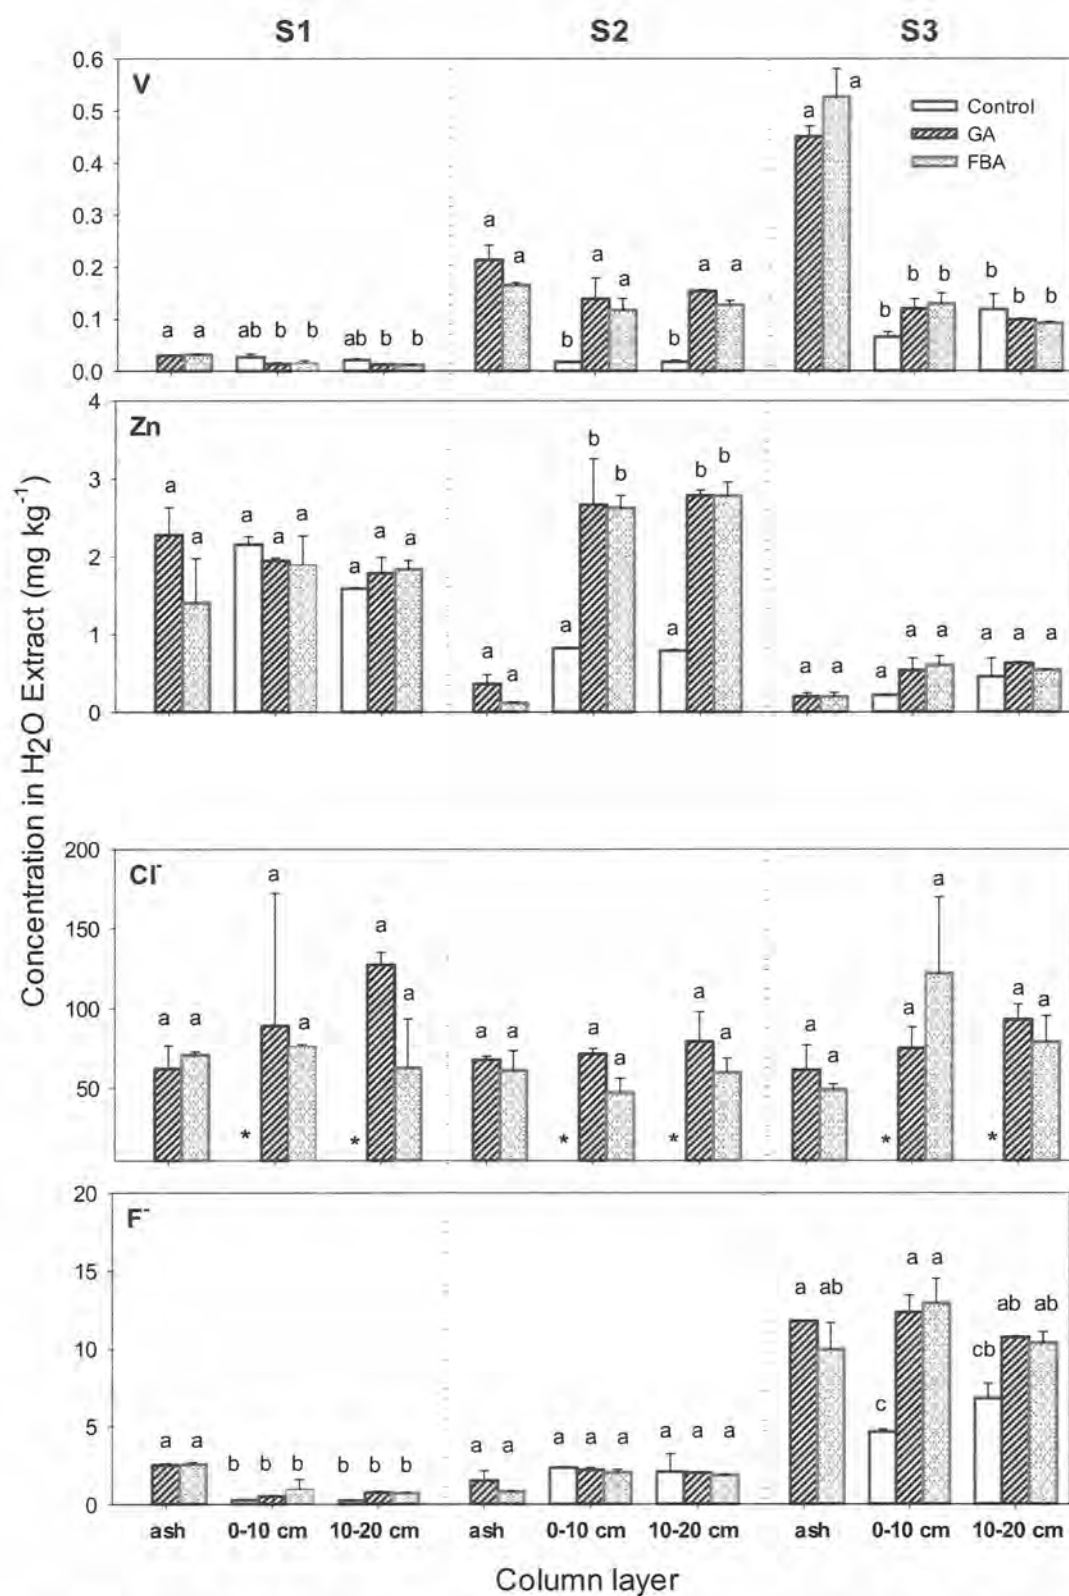 S1 S2 S3
0.6
V
a
a
Control
GA
FBA
0.5
0.4
0.3
a
a
a
a
a a
b b
b
b
b b
0.2
0.1
b
b
a a ab b b ab b b
0.0
4
Zn
b
b
b b
3
a
a
a
a
a
a
a
a
2
a
a
1
a
a
a
a
a a a
a a a
0
Concentration in H2O Extract (mg kg-1)
200
Cl-
a
a
150
a
a
a
100
a
a a
a
a a
a
a
a
a
a
a
a
50
* * * * * *
0
20
F-
15
a ab
a a
ab ab
10
cb
c
5
a a
b b b
b b b
a a
a a a
a a a
0
ash 0-10 cm 10-20 cm ash 0-10 cm 10-20 cm ash 0-10 cm 10-20 cm
Column layer